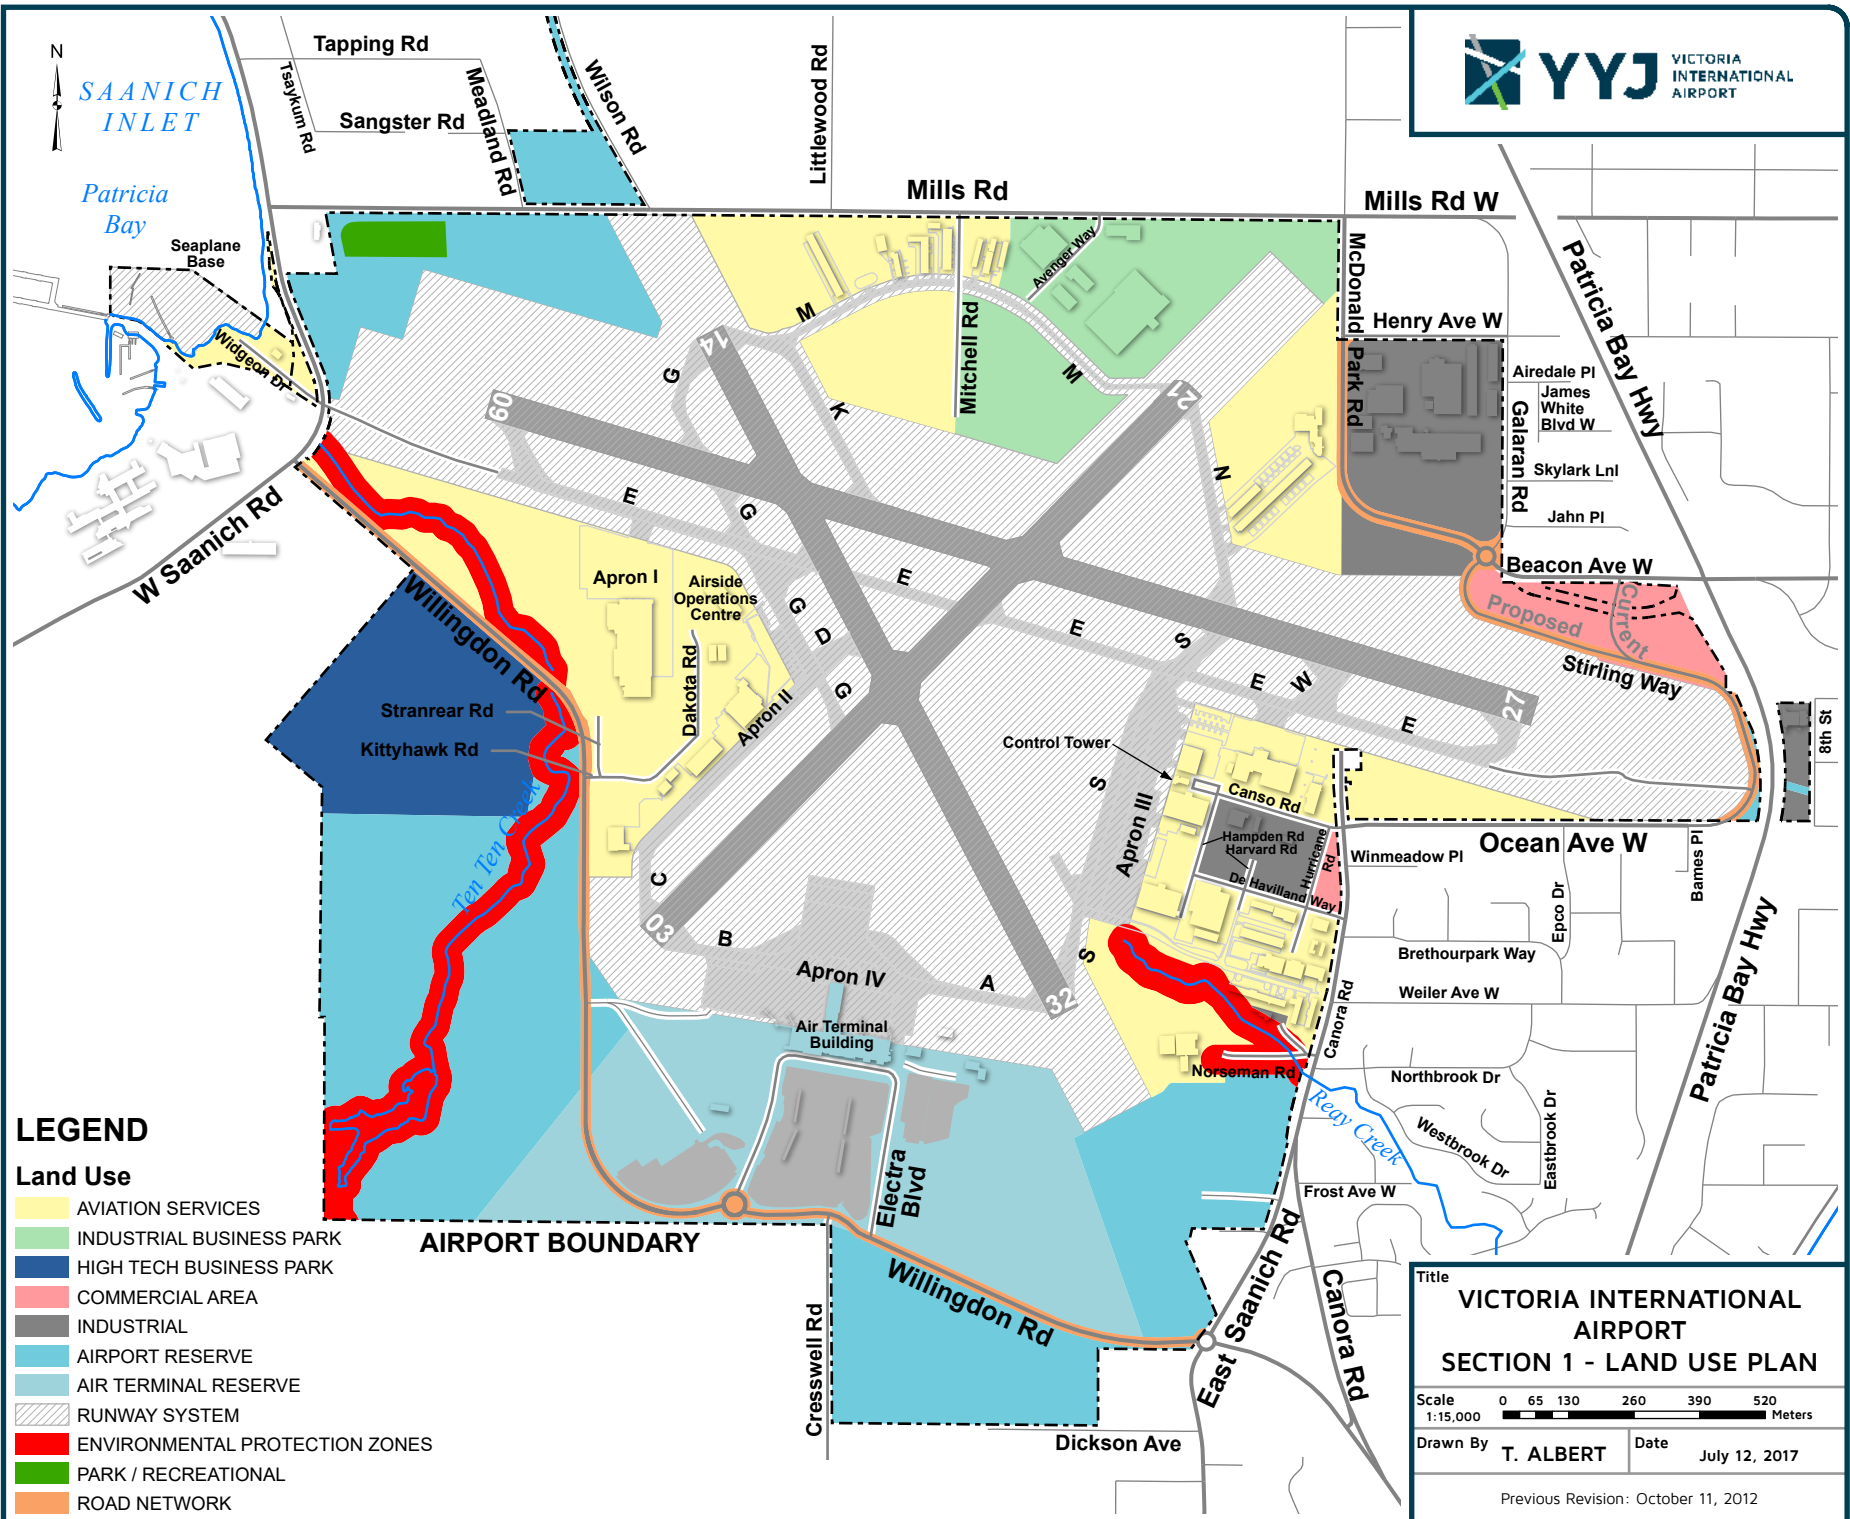 N
SAANICH
INLET
Patricia
Bay
Seaplane
Base
Widgeon Dr
Tapping Rd
Tsaykum Rd
Meadland Rd
Sangster Rd
Wilson Rd
Littlewood Rd
Mills Rd
Mills Rd W
YYJ
VICTORIA
INTERNATIONAL
AIRPORT
Patricia Bay Hwy
McDonald
Park Rd
Henry Ave W
Airedale Pl
James
White
Blvd W
Galaran Rd
Skylark Lnl
Jahn Pl
Beacon Ave W
Proposed
Current
Stirling Way
8th St
Avenger Way
Mitchell Rd
M
M
G
K
14
09
21
N
E
G
E
G
D
G
E
S
E
W
E
27
W Saanich Rd
Willingdon Rd
Apron I
Airside
Operations
Centre
Dakota Rd
Apron II
Stranrear Rd
Kittyhawk Rd
Ten Ten Creek
Control Tower
S
Apron III
Canso Rd
Hampden Rd
Harvard Rd
Hurricane
Rd
De Havilland Way
Ocean Ave W
Winmeadow Pl
Bames Pl
Epco Dr
Brethourpark Way
Weiler Ave W
Patricia Bay Hwy
C
03
B
Apron IV
A
32
S
Air Terminal
Building
Canora Rd
Norseman Rd
Northbrook Dr
Reay Creek
Westbrook Dr
Eastbrook Dr
Frost Ave W
Electra
Blvd
AIRPORT BOUNDARY
Willingdon Rd
Cresswell Rd
East Saanich Rd
Canora Rd
Dickson Ave
LEGEND
Land Use
AVIATION SERVICES
INDUSTRIAL BUSINESS PARK
HIGH TECH BUSINESS PARK
COMMERCIAL AREA
INDUSTRIAL
AIRPORT RESERVE
AIR TERMINAL RESERVE
RUNWAY SYSTEM
ENVIRONMENTAL PROTECTION ZONES
PARK / RECREATIONAL
ROAD NETWORK
Title
VICTORIA INTERNATIONAL
AIRPORT
SECTION 1 - LAND USE PLAN
Scale
1:15,000
0 65 130 260 390 520
Meters
Drawn By T. ALBERT
Date July 12, 2017
Previous Revision: October 11, 2012